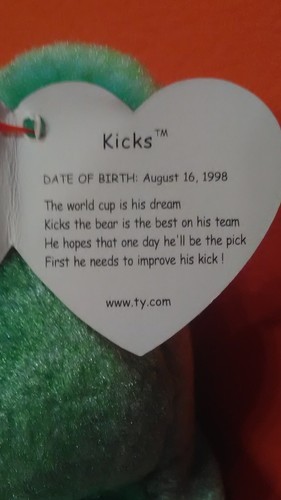 Kicks™
DATE OF BIRTH: August 16, 1998
The world cup is his dream
Kicks the bear is the best on his team
He hopes that one day he'll be the pick
First he needs to improve his kick !
www.ty.com